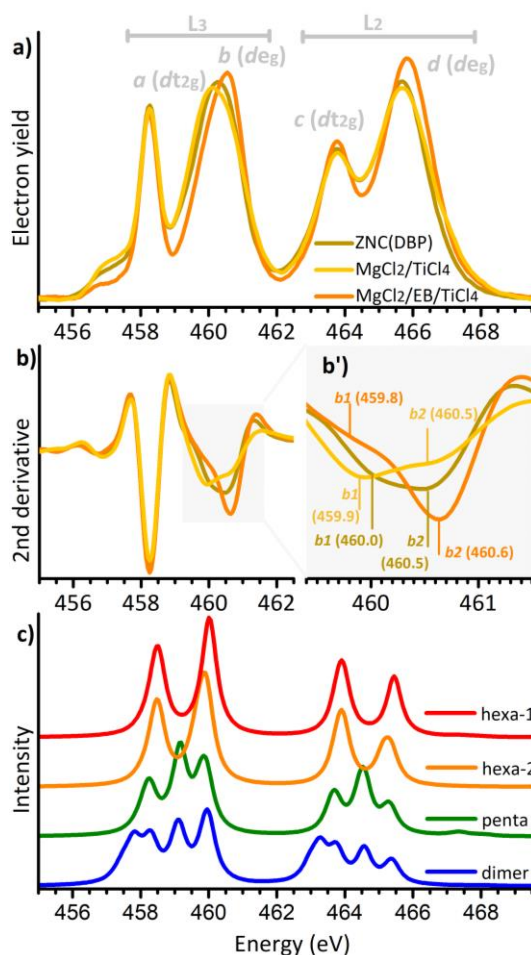 a)
L3
L2
b (deg)
d (deg)
a (dt2g)
c (dt2g)
Electron yield
ZNC(DBP)
MgCl2/TiCl4
MgCl2/EB/TiCl4
456 458 460 462 464 466 468
b)
b')
b1 (459.8)
b2 (460.5)
2nd derivative
b1
(459.9)
b1 (460.0)
b2
(460.5)
b2 (460.6)
456 458 460 462
460 461
c)
Intensity
hexa-1
hexa-2
penta
dimer
456 458 460 462 464 466 468
Energy (eV)